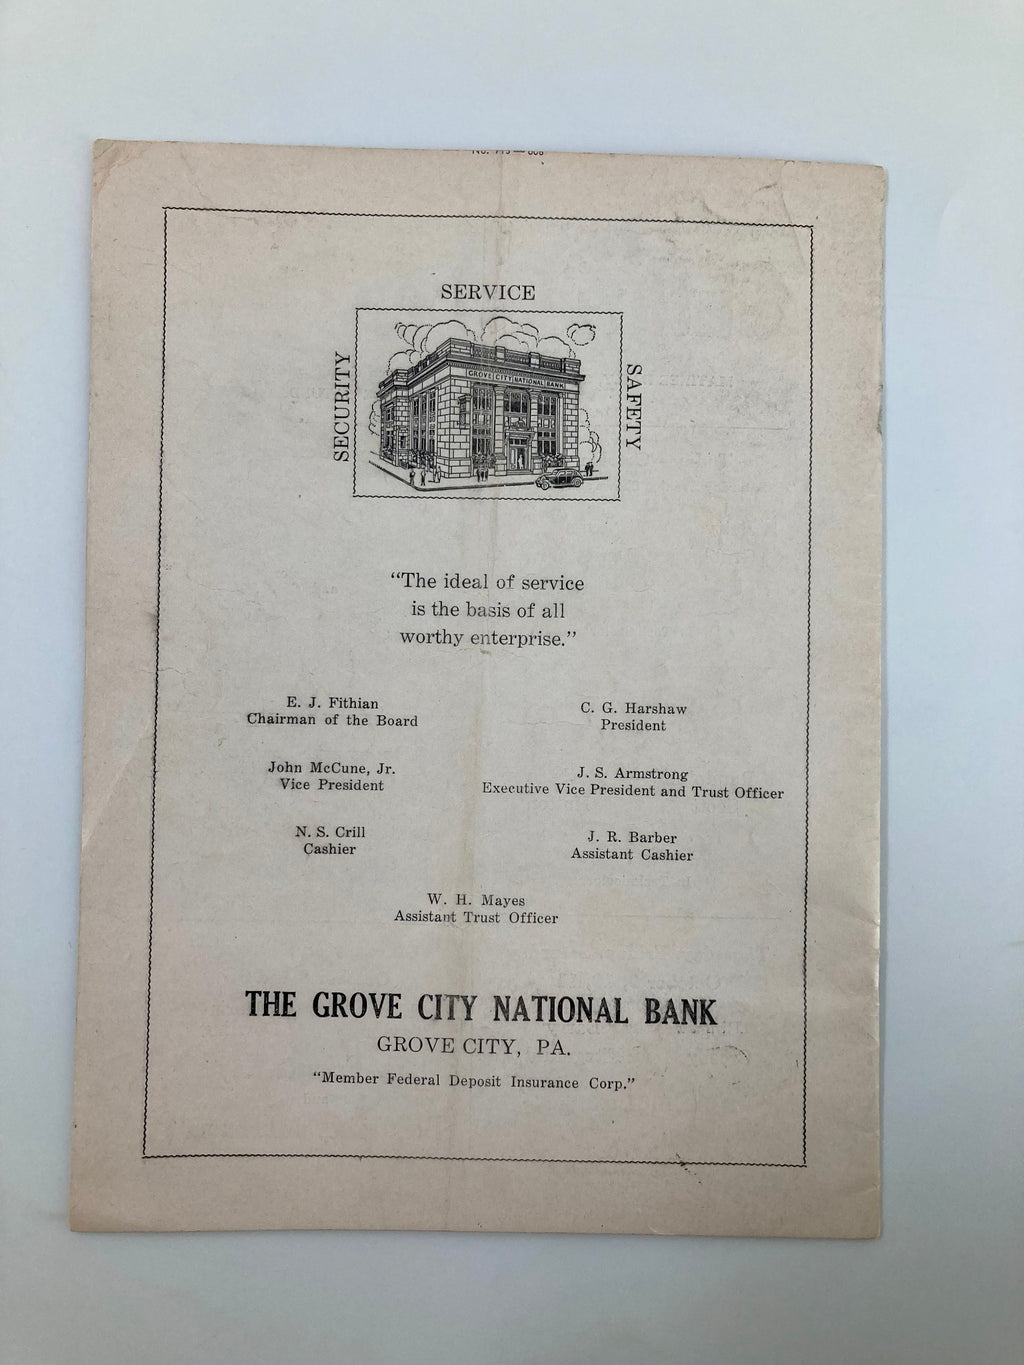 SERVICE
SECURITY
SAFETY
GROVE CITY NATIONAL BANK
“The ideal of service
is the basis of all
worthy enterprise.”
E. J. Fithian
Chairman of the Board
C. G. Harshaw
President
John McCune, Jr.
Vice President
J. S. Armstrong
Executive Vice President and Trust Officer
N. S. Crill
Cashier
J. R. Barber
Assistant Cashier
W. H. Mayes
Assistant Trust Officer
THE GROVE CITY NATIONAL BANK
GROVE CITY, PA.
“Member Federal Deposit Insurance Corp.”